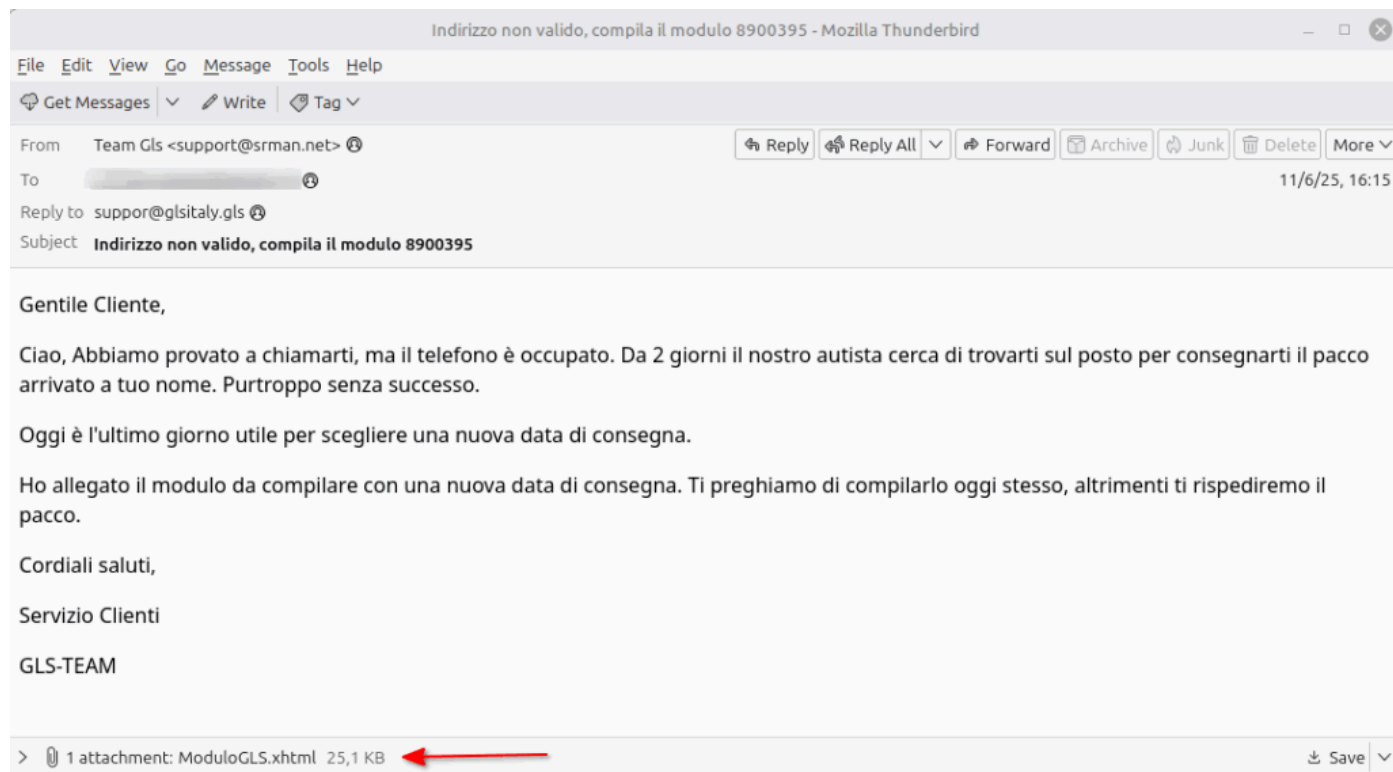 Indirizzo non valido, compila il modulo 8900395 - Mozilla Thunderbird
File Edit View Go Message Tools Help
Get Messages Write Tag
From Team Gls <support@srman.net> Reply Reply All Forward Archive Junk Delete More
To 11/6/25, 16:15
Reply to suppor@glsitaly.gls
Subject Indirizzo non valido, compila il modulo 8900395
Gentile Cliente,
Ciao, Abbiamo provato a chiamarti, ma il telefono è occupato. Da 2 giorni il nostro autista cerca di trovarti sul posto per consegnarti il pacco
arrivato a tuo nome. Purtroppo senza successo.
Oggi è l'ultimo giorno utile per scegliere una nuova data di consegna.
Ho allegato il modulo da compilare con una nuova data di consegna. Ti preghiamo di compilarlo oggi stesso, altrimenti ti rispediremo il
pacco.
Cordiali saluti,
Servizio Clienti
GLS-TEAM
1 attachment: ModuloGLS.xhtml 25,1 KB Save